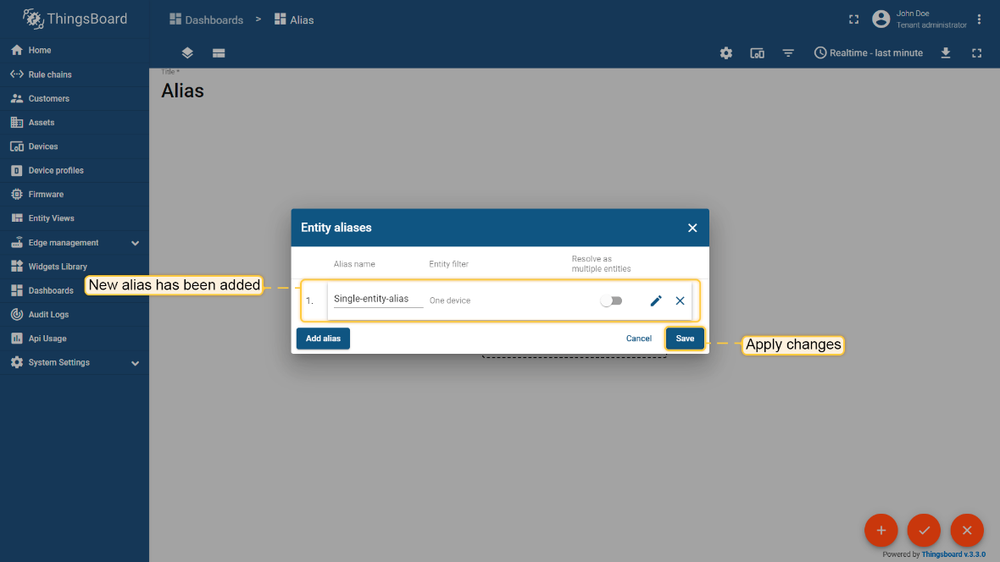 ThingsBoard
Dashboards > Alias
John Doe
Tenant administrator
Realtime - last minute
Home
Rule chains
Customers
Assets
Devices
Device profiles
Firmware
Entity Views
Edge management
Widgets Library
Dashboards
Audit Logs
Api Usage
System Settings
Title *
Alias
Entity aliases
Alias name
Entity filter
Resolve as
multiple entities
New alias has been added
1.
Single-entity-alias
One device
Add alias
Cancel
Save
Apply changes
Powered by Thingsboard v.3.3.0